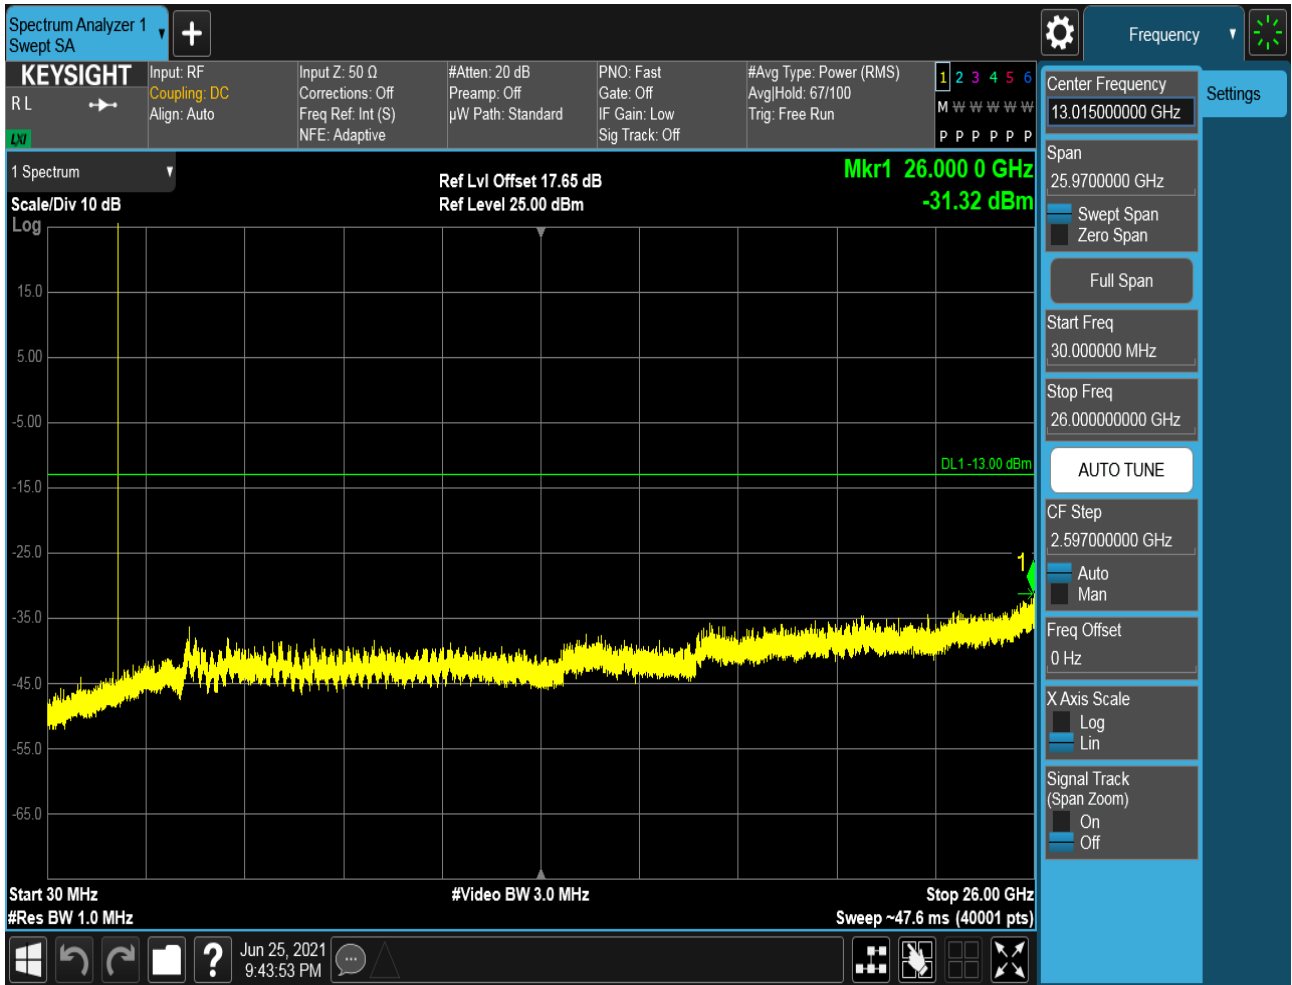 Spectrum Analyzer 1
Swept SA
Frequency
KEYSIGHT
R L
LXI
Input: RF
Coupling: DC
Align: Auto
Input Z: 50 Ω
Corrections: Off
Freq Ref: Int (S)
NFE: Adaptive
#Atten: 20 dB
Preamp: Off
µW Path: Standard
PNO: Fast
Gate: Off
IF Gain: Low
Sig Track: Off
#Avg Type: Power (RMS)
Avg|Hold: 67/100
Trig: Free Run
1 2 3 4 5 6
M W W W W W
P P P P P P
1 Spectrum
Scale/Div 10 dB
Log
Ref Lvl Offset 17.65 dB
Ref Level 25.00 dBm
Mkr1 26.000 0 GHz
-31.32 dBm
15.0
5.00
-5.00
-15.0
-25.0
-35.0
-45.0
-55.0
-65.0
DL1 -13.00 dBm
1
Start 30 MHz
#Res BW 1.0 MHz
#Video BW 3.0 MHz
Stop 26.00 GHz
Sweep ~47.6 ms (40001 pts)
Center Frequency
13.015000000 GHz
Settings
Span
25.9700000 GHz
Swept Span
Zero Span
Full Span
Start Freq
30.000000 MHz
Stop Freq
26.000000000 GHz
AUTO TUNE
CF Step
2.597000000 GHz
Auto
Man
Freq Offset
0 Hz
X Axis Scale
Log
Lin
Signal Track
(Span Zoom)
On
Off
?
Jun 25, 2021
9:43:53 PM